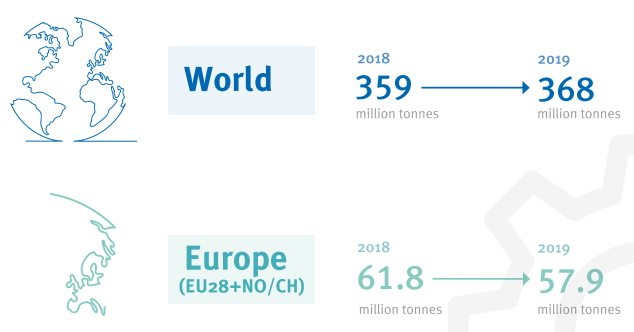 World
2018
359
million tonnes
2019
368
million tonnes
Europe
(EU28+NO/CH)
2018
61.8
million tonnes
2019
57.9
million tonnes